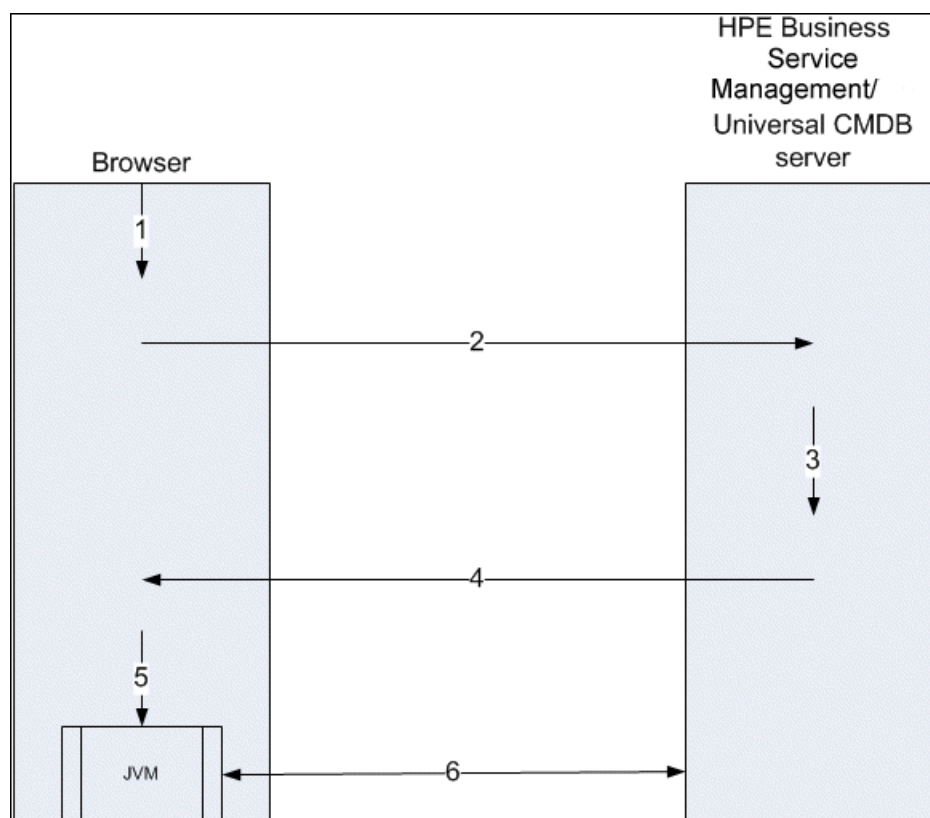 HPE Business
Service
Management/
Universal CMDB
server
Browser
1
2
3
4
5
JVM
6